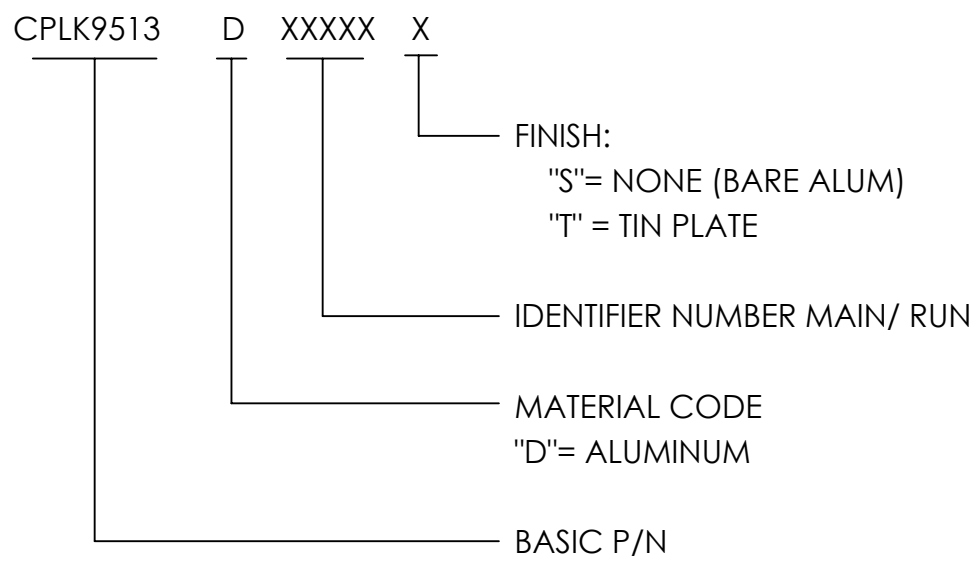 CPLK9513 D XXXXX X
FINISH:
"S"= NONE (BARE ALUM)
"T" = TIN PLATE
IDENTIFIER NUMBER MAIN/ RUN
MATERIAL CODE
"D"= ALUMINUM
BASIC P/N